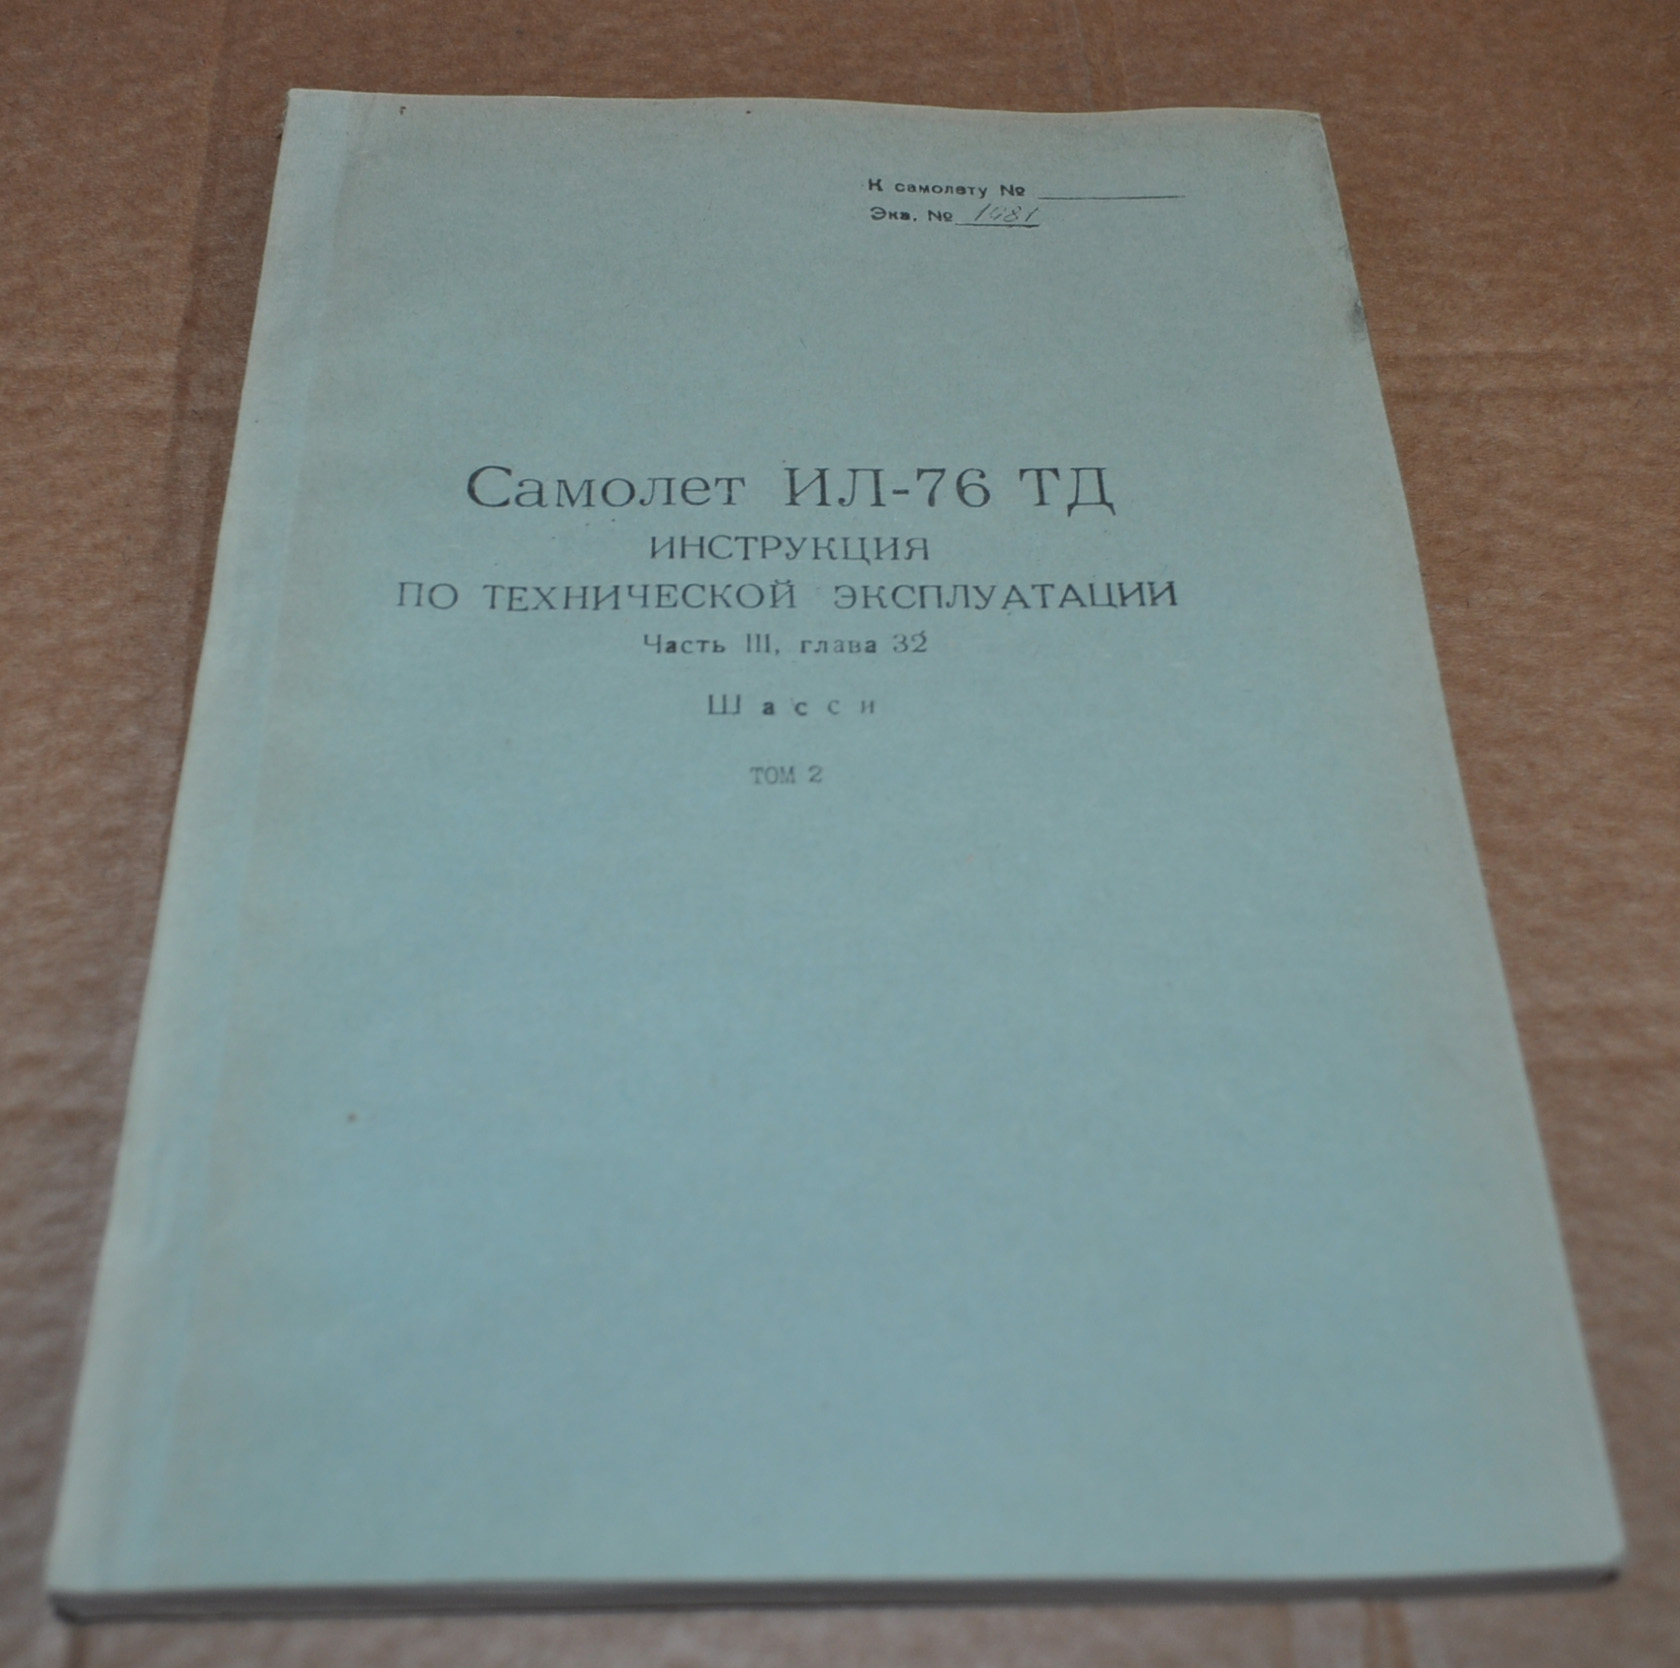 К самолету №
Экз. № 1981
Самолет ИЛ-76 ТД
ИНСТРУКЦИЯ
ПО ТЕХНИЧЕСКОЙ ЭКСПЛУАТАЦИИ
Часть III, глава 32
Шасси
ТОМ 2